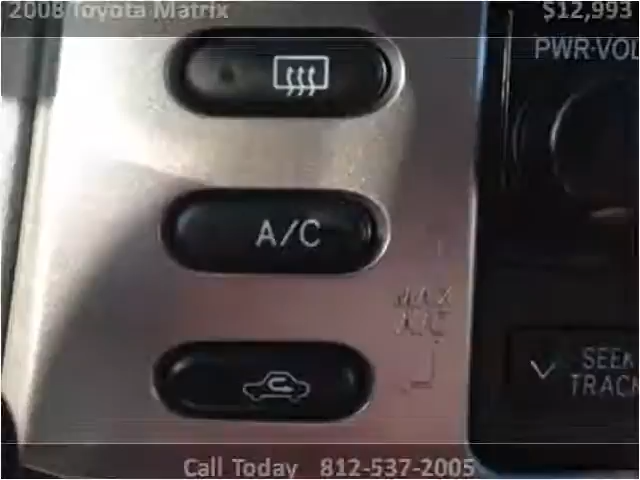 2008 Toyota Matrix $12,993
PWR·VOL
A/C
MAX
A/C
SEEK
TRACK
Call Today 812-537-2005